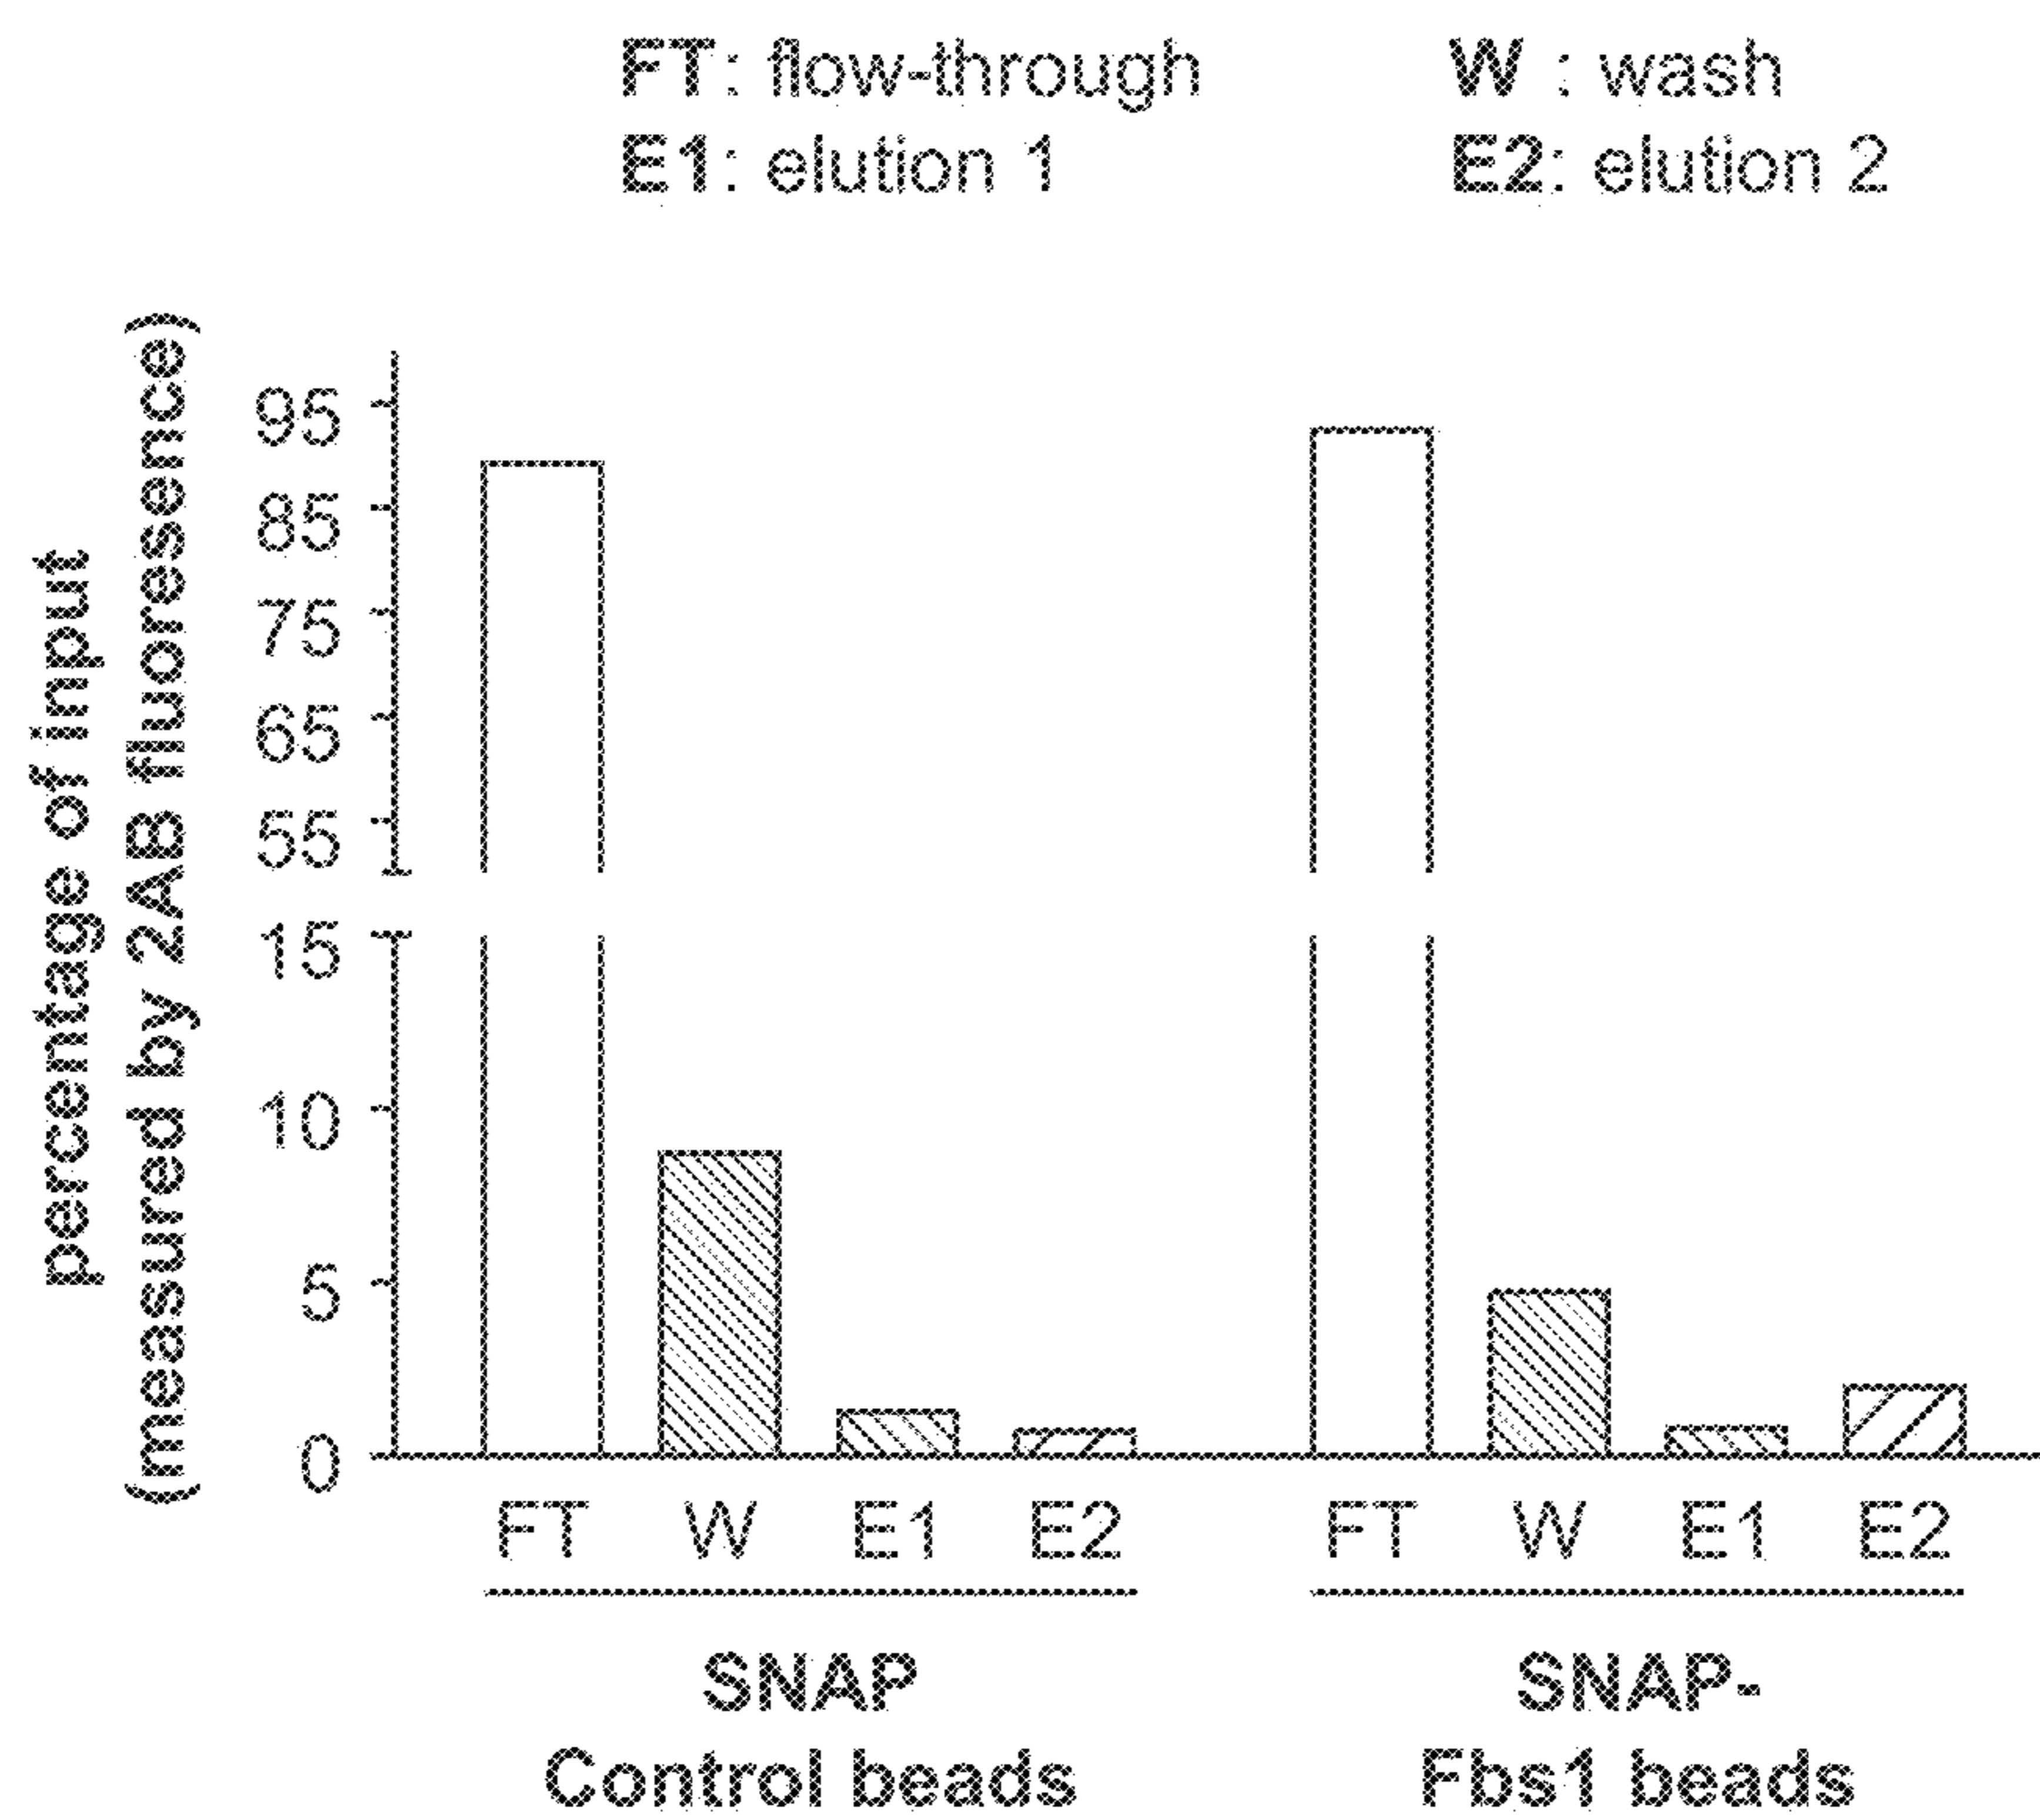 FT: flow-through
W : wash
E1: elution 1
E2: elution 2
percentage of input
(measured by 2AB fluoresence)
95
85
75
65
55
15
10
5
0
FT W E1 E2 FT W E1 E2
SNAP
Control beads
SNAP-
Fbs1 beads